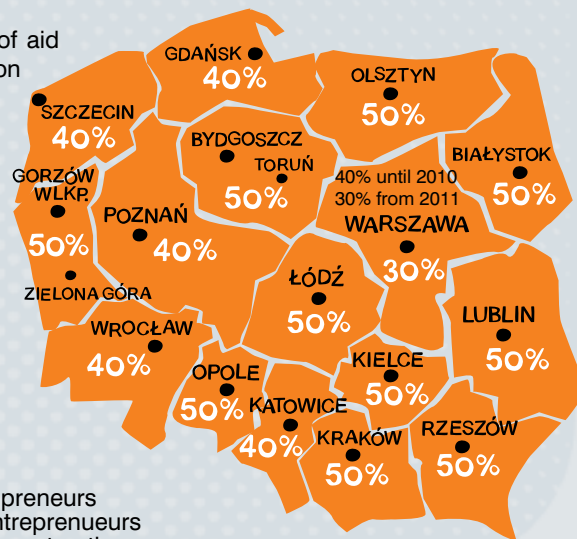 of aid
on
GDAŃSK
40%
OLSZTYN
50%
SZCZECIN
40%
BYDGOSZCZ
TORUŃ
50%
40% until 2010
30% from 2011
WARSZAWA
30%
BIAŁYSTOK
50%
GORZÓW
WLKP.
50%
ZIELONA GÓRA
POZNAŃ
40%
ŁÓDŹ
50%
LUBLIN
50%
WROCŁAW
40%
OPOLE
50%
KATOWICE
40%
KIELCE
50%
KRAKÓW
50%
RZESZÓW
50%
preneurs
ntreprenueurs